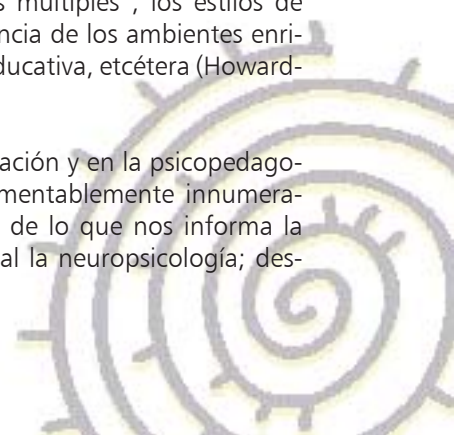 múltiples", los estilos de
ncia de los ambientes enri-
ducativa, etcétera (Howard-
ación y en la psicopedago-
mentablemente innumera-
de lo que nos informa la
al la neuropsicología; des-